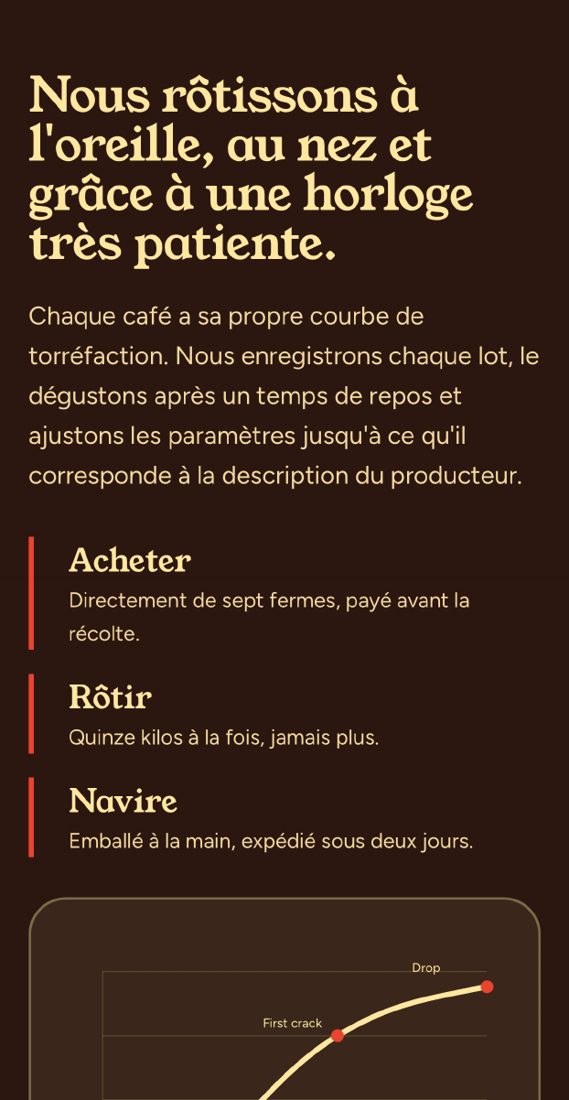 Nous rôtissons à
l'oreille, au nez et
grâce à une horloge
très patiente.
Chaque café a sa propre courbe de
torréfaction. Nous enregistrons chaque lot, le
dégustons après un temps de repos et
ajustons les paramètres jusqu'à ce qu'il
corresponde à la description du producteur.
Acheter
Directement de sept fermes, payé avant la
récolte.
Rôtir
Quinze kilos à la fois, jamais plus.
Navire
Emballé à la main, expédié sous deux jours.
Drop
First crack